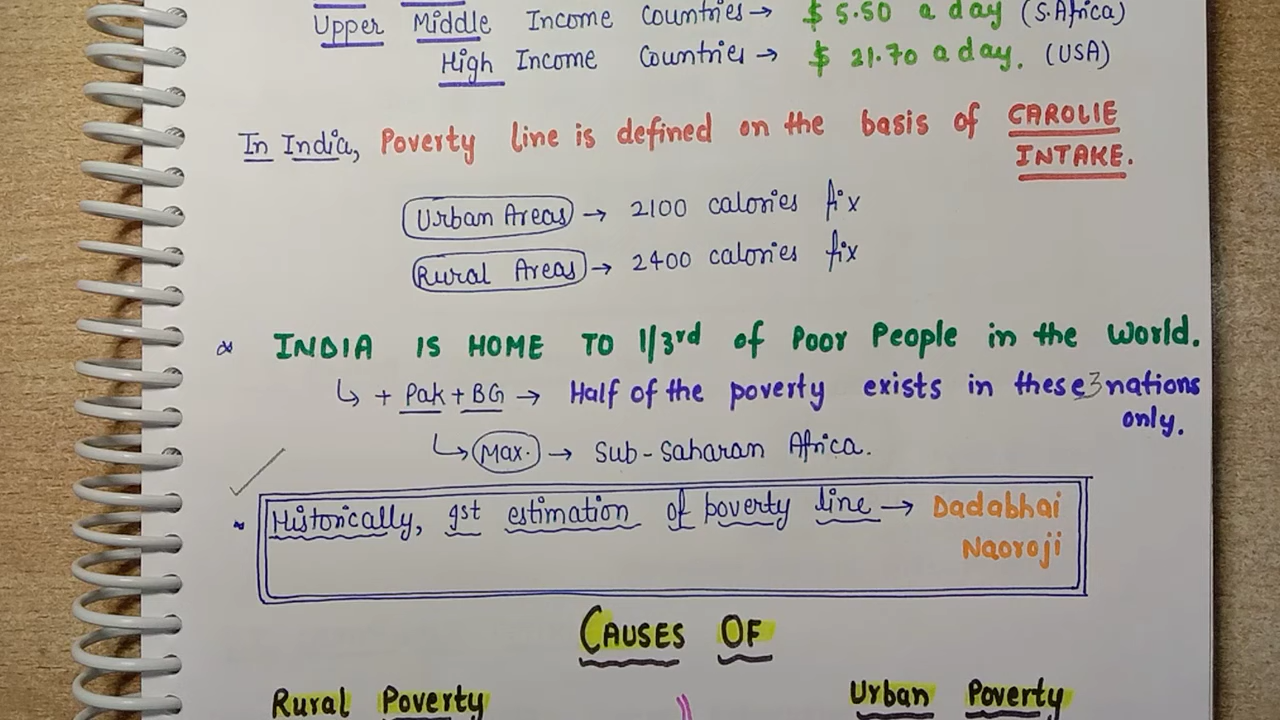 Upper Middle Income Countries → $ 5.50 a day (S.Africa)
High Income Countries → $ 21.70 a day. (USA)
In India, Poverty line is defined on the basis of CAROLIE
INTAKE.
Urban Areas → 2100 calories fix
Rural Areas → 2400 calories fix
INDIA IS HOME TO 1/3rd of Poor People in the World.
↳ + Pak + BG → Half of the poverty exists in these 3 nations
only.
↳ Max. → Sub-Saharan Africa.
Historically, 1st estimation of poverty line → Dadabhai
Naoroji
CAUSES OF
Rural Poverty Urban Poverty